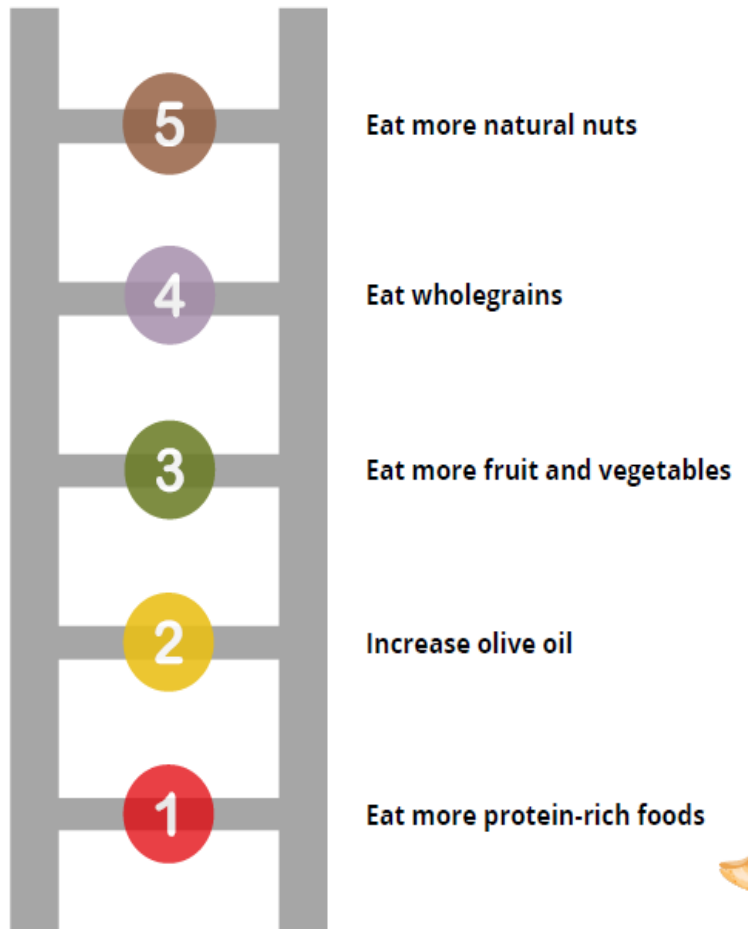 5 Eat more natural nuts
4 Eat wholegrains
3 Eat more fruit and vegetables
2 Increase olive oil
1 Eat more protein-rich foods